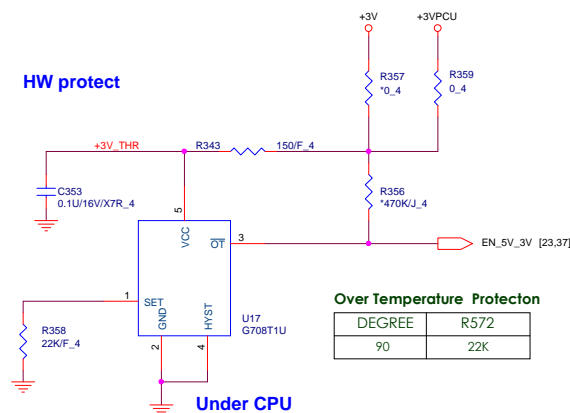 +3V
+3VPCU
HW protect
R357
*0_4
R359
0_4
+3V_THR
R343
150/F_4
C353
0.1U/16V/X7R_4
R356
*470K/J_4
5
VCC
OT
3
EN_5V_3V [23,37]
1
SET
GND
HYST
U17
G708T1U
R358
22K/F_4
2
4
Over Temperature Protecton
DEGREE R572
90 22K
Under CPU